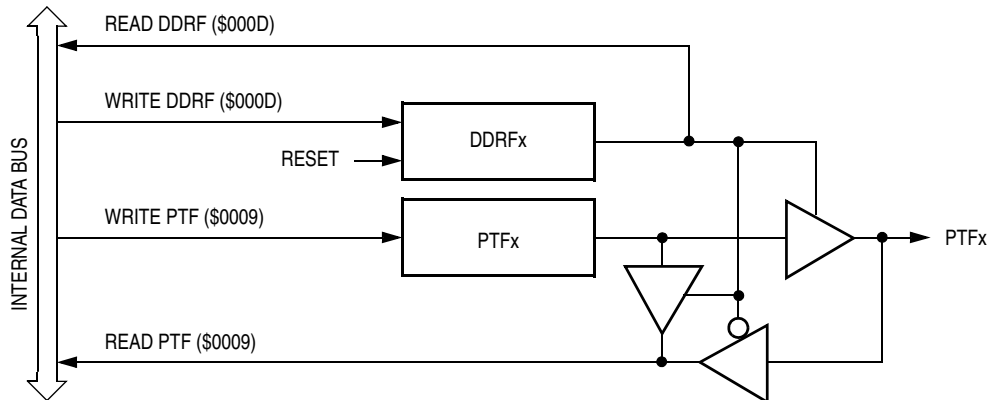 READ DDRF ($000D)
WRITE DDRF ($000D)
DDRFx
RESET
INTERNAL DATA BUS
WRITE PTF ($0009)
PTFx
PTFx
READ PTF ($0009)